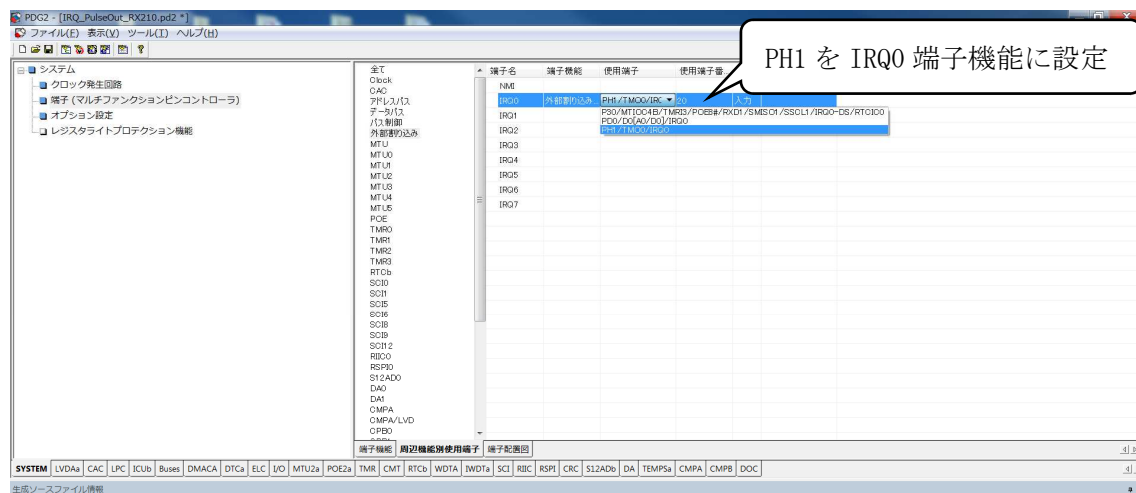 PDG2 - [IRQ_PulseOut_RX210.pd2 *]
ファイル(F) 表示(V) ツール(T) ヘルプ(H)
PH1 を IRQ0 端子機能に設定
システム
クロック発生回路
端子 (マルチファンクションピンコントローラ)
オプション設定
レジスタライトプロテクション機能
全て
Clock
CAC
アドレスバス
データバス
バス制御
外部割り込み
MTU
MTU0
MTU1
MTU2
MTU3
MTU4
MTU5
POE
TMR0
TMR1
TMR2
TMR3
RTCb
SCI0
SCI1
SCI5
SCI6
SCI8
SCI9
SCI12
RIIC0
RSPI0
S12AD0
DA0
DA1
CMPA
CMPA/LVD
CPB0
端子名 端子機能 使用端子 使用端子番...
NMI
IRQ0 外部割り込み... PH1/TMO0/IRC 20 入力
IRQ1
P30/MTIOC4B/TMRI3/POE8#/RXD1/SMISO1/SSCL1/IRQ0-DS/RTCIC0
PD0/D0[A0/D0]/IRQ0
PH1/TMO0/IRQ0
IRQ2
IRQ3
IRQ4
IRQ5
IRQ6
IRQ7
端子機能 周辺機能別使用端子 端子配置図
SYSTEM LVDAa CAC LPC ICUb Buses DMACA DTCa ELC I/O MTU2a POE2a TMR CMT RTCb WDTA IWDTa SCI RIIC RSPI CRC S12ADb DA TEMPSa CMPA CMPB DOC
生成ソースファイル情報